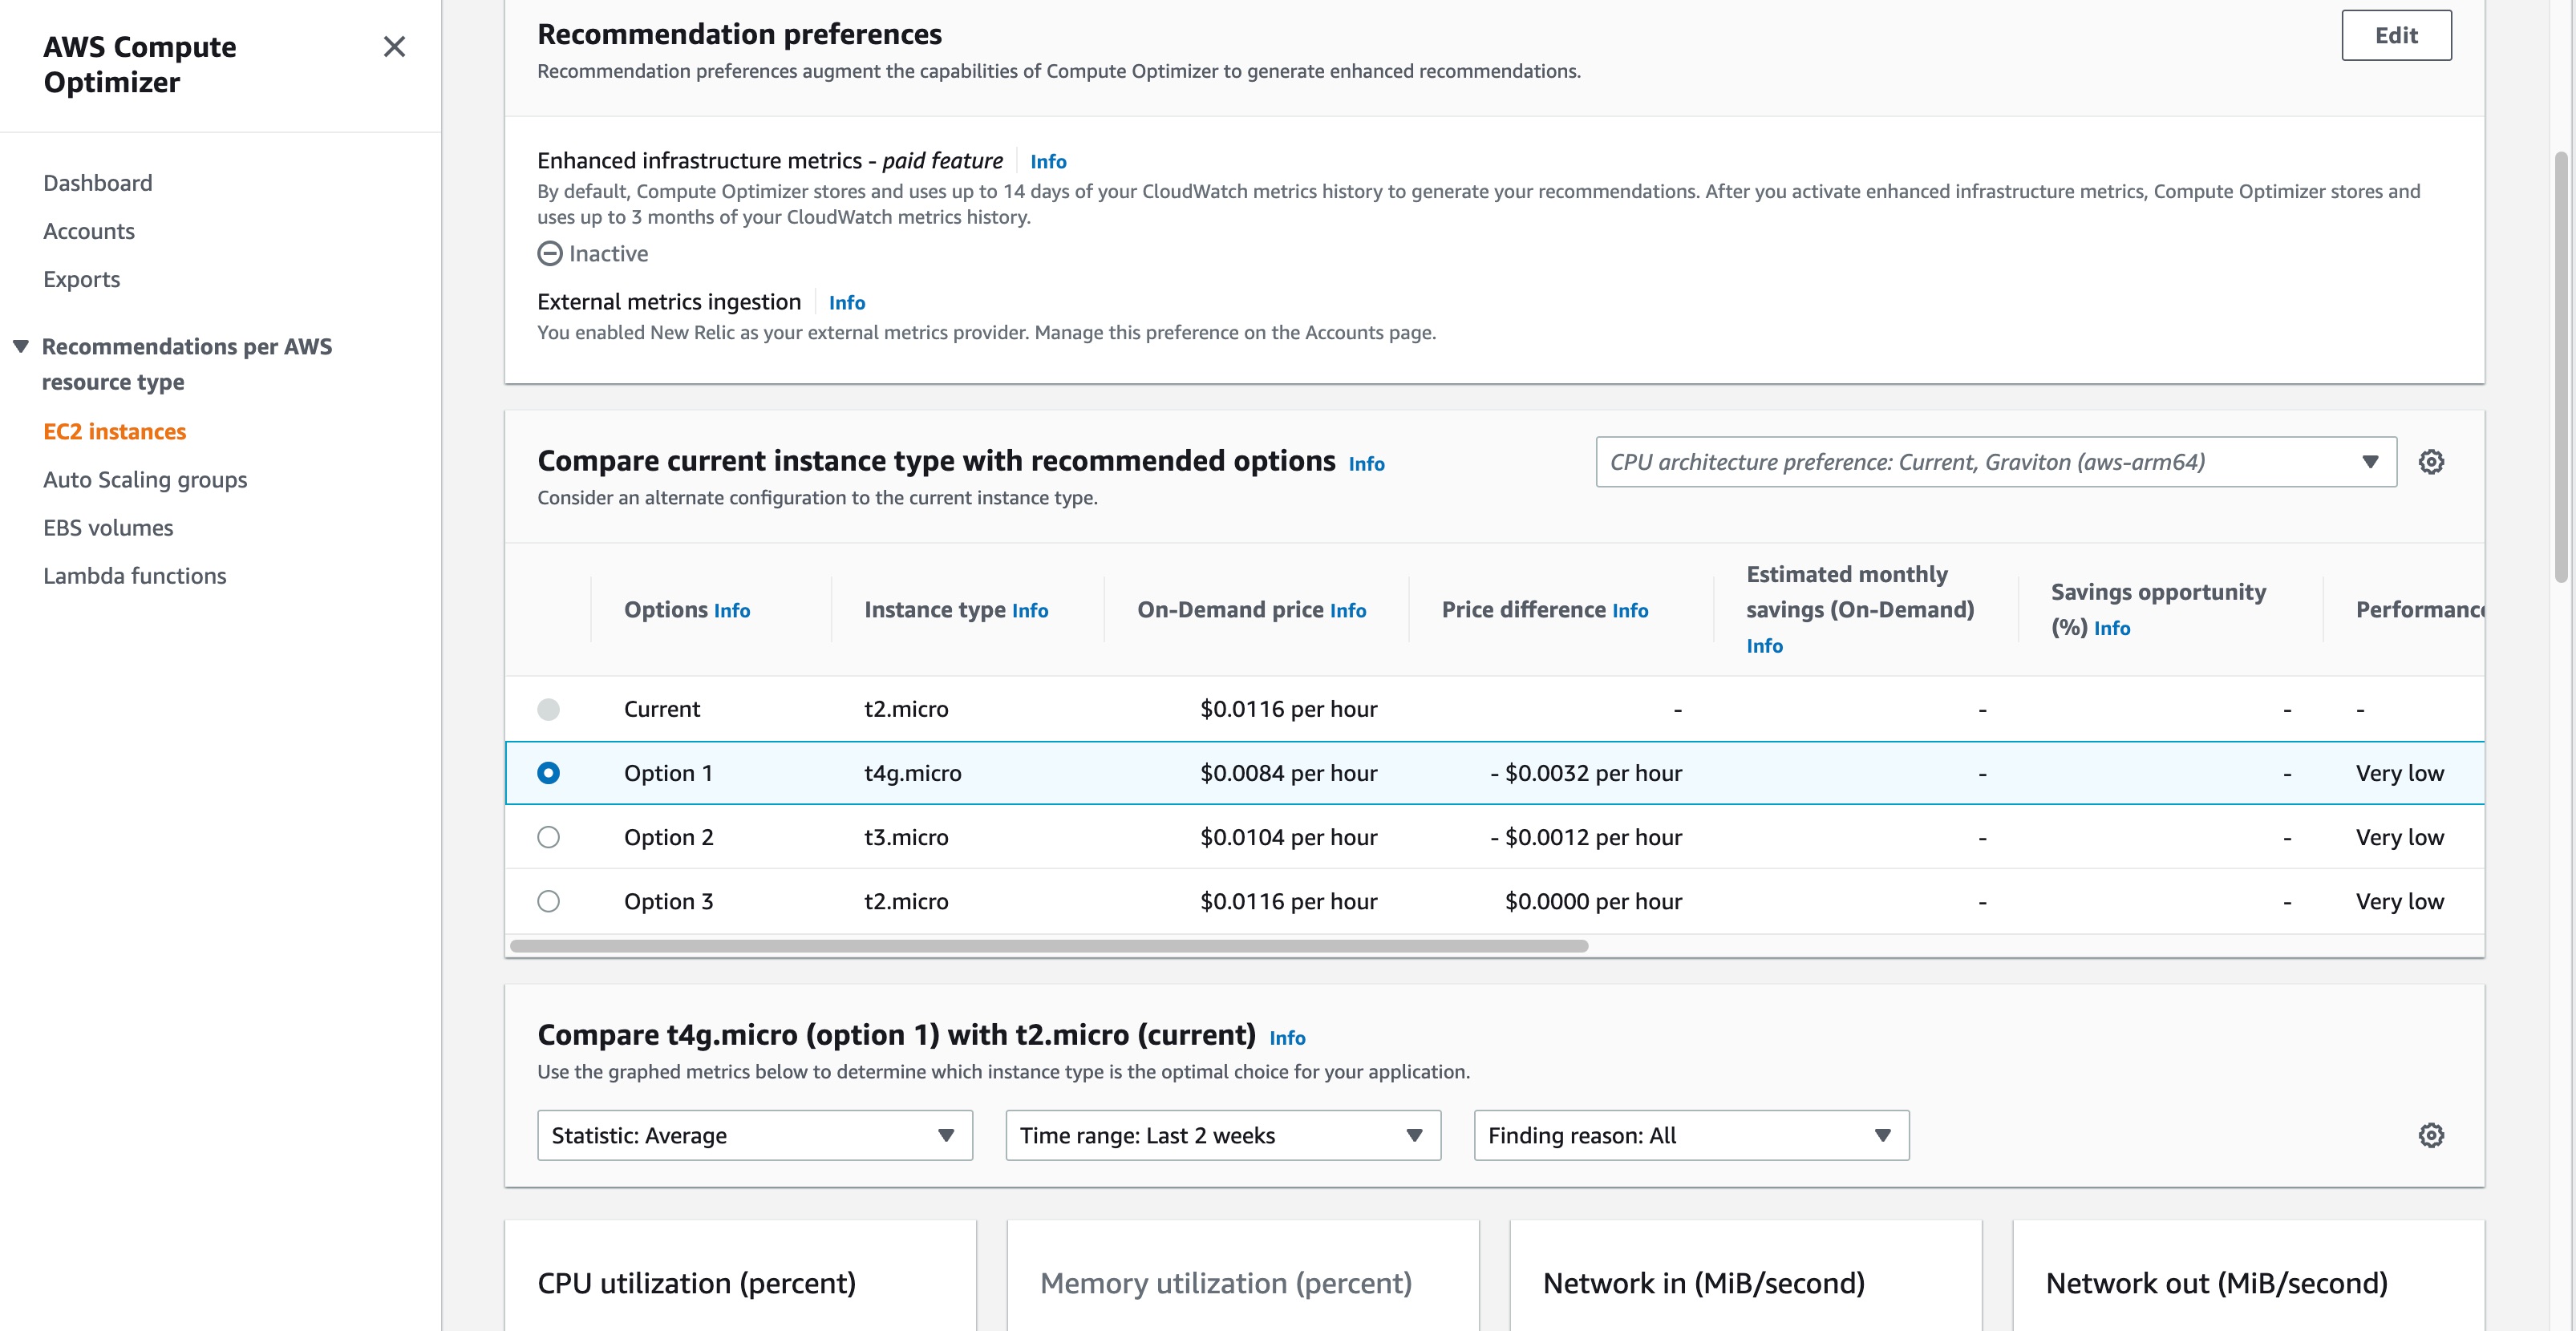 AWS Compute
Optimizer
Dashboard
Accounts
Exports
Recommendations per AWS
resource type
EC2 instances
Auto Scaling groups
EBS volumes
Lambda functions
Recommendation preferences
Edit
Recommendation preferences augment the capabilities of Compute Optimizer to generate enhanced recommendations.
Enhanced infrastructure metrics - paid feature Info
By default, Compute Optimizer stores and uses up to 14 days of your CloudWatch metrics history to generate your recommendations. After you activate enhanced infrastructure metrics, Compute Optimizer stores and
uses up to 3 months of your CloudWatch metrics history.
Inactive
External metrics ingestion Info
You enabled New Relic as your external metrics provider. Manage this preference on the Accounts page.
Compare current instance type with recommended options Info
CPU architecture preference: Current, Graviton (aws-arm64)
Consider an alternate configuration to the current instance type.
Options Info
Instance type Info
On-Demand price Info
Price difference Info
Estimated monthly
savings (On-Demand)
Info
Savings opportunity
(%) Info
Performance
Current t2.micro $0.0116 per hour - - - -
Option 1 t4g.micro $0.0084 per hour - $0.0032 per hour - - Very low
Option 2 t3.micro $0.0104 per hour - $0.0012 per hour - - Very low
Option 3 t2.micro $0.0116 per hour $0.0000 per hour - - Very low
Compare t4g.micro (option 1) with t2.micro (current) Info
Use the graphed metrics below to determine which instance type is the optimal choice for your application.
Statistic: Average
Time range: Last 2 weeks
Finding reason: All
CPU utilization (percent)
Memory utilization (percent)
Network in (MiB/second)
Network out (MiB/second)